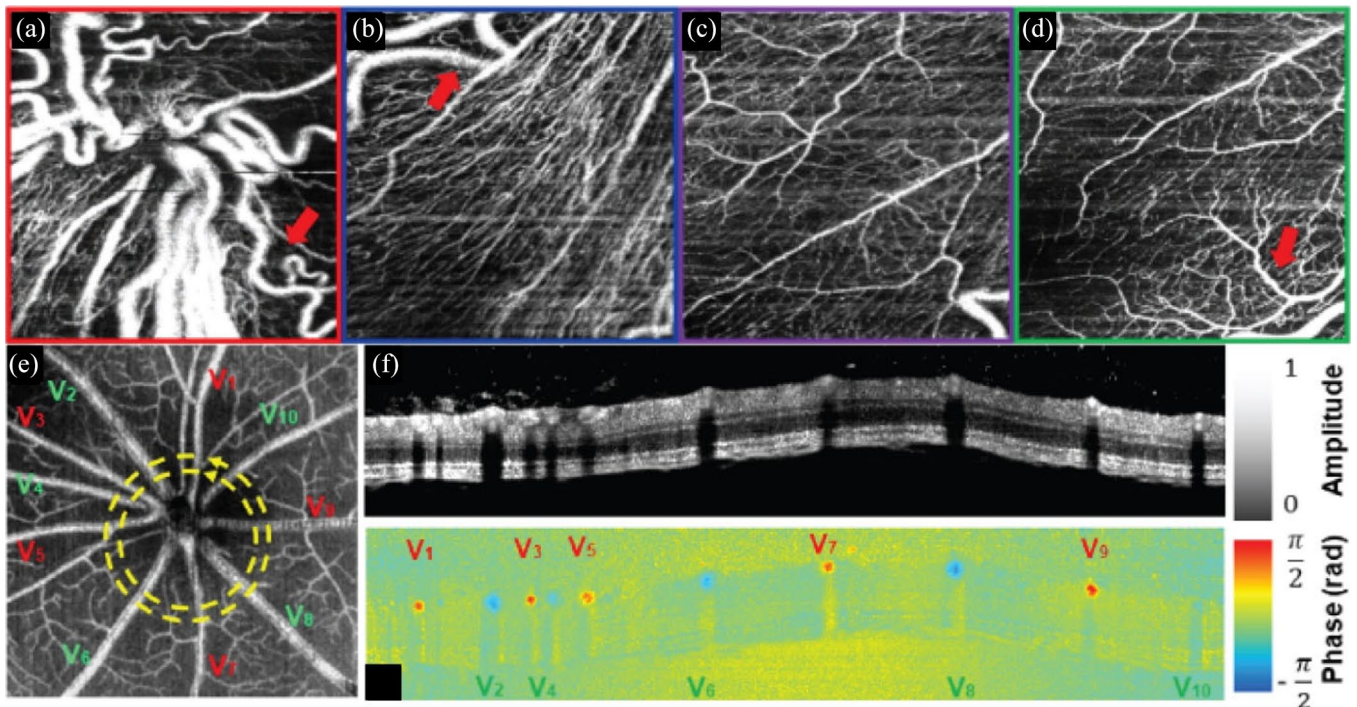 (a)
(b)
(c)
(d)
(e)
V2
V1
V3
V10
V4
V9
V5
V8
V6
V7
(f)
1
Amplitude
0
V1
V3
V5
V7
V9
V2
V4
V6
V8
V10
π/2
Phase (rad)
-π/2